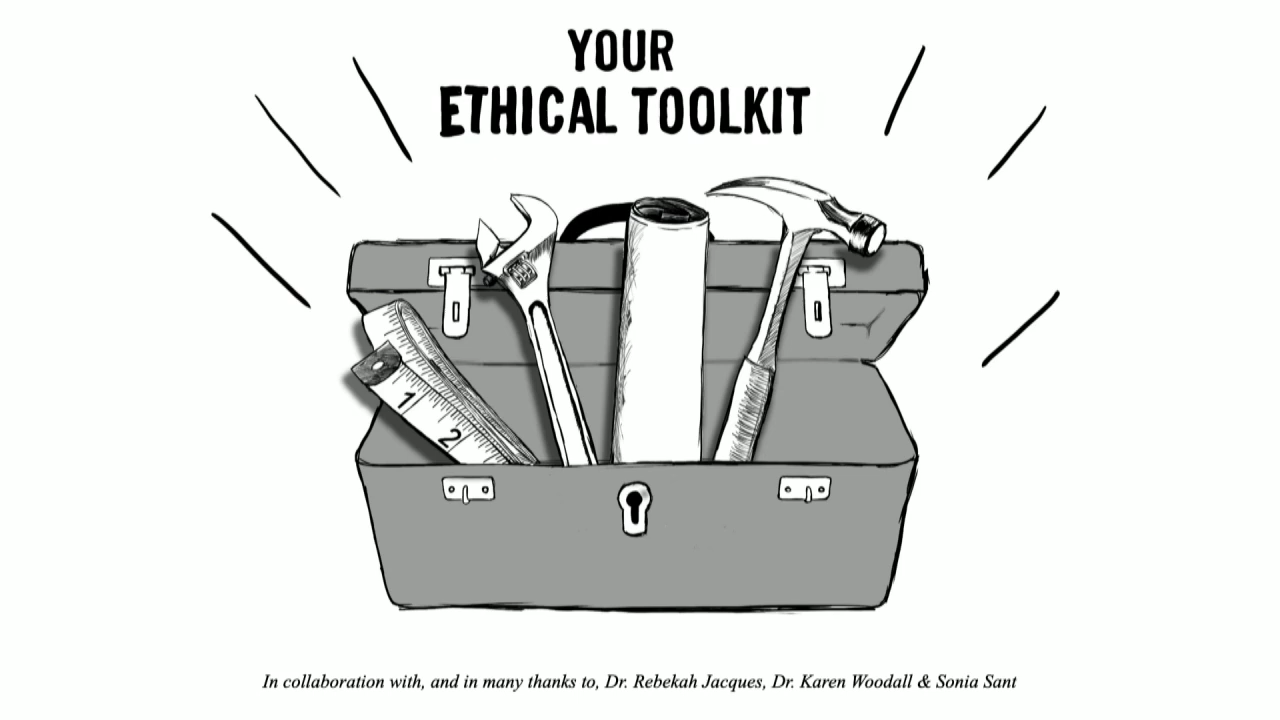 YOUR
ETHICAL TOOLKIT
1
2
In collaboration with, and in many thanks to, Dr. Rebekah Jacques, Dr. Karen Woodall & Sonia Sant